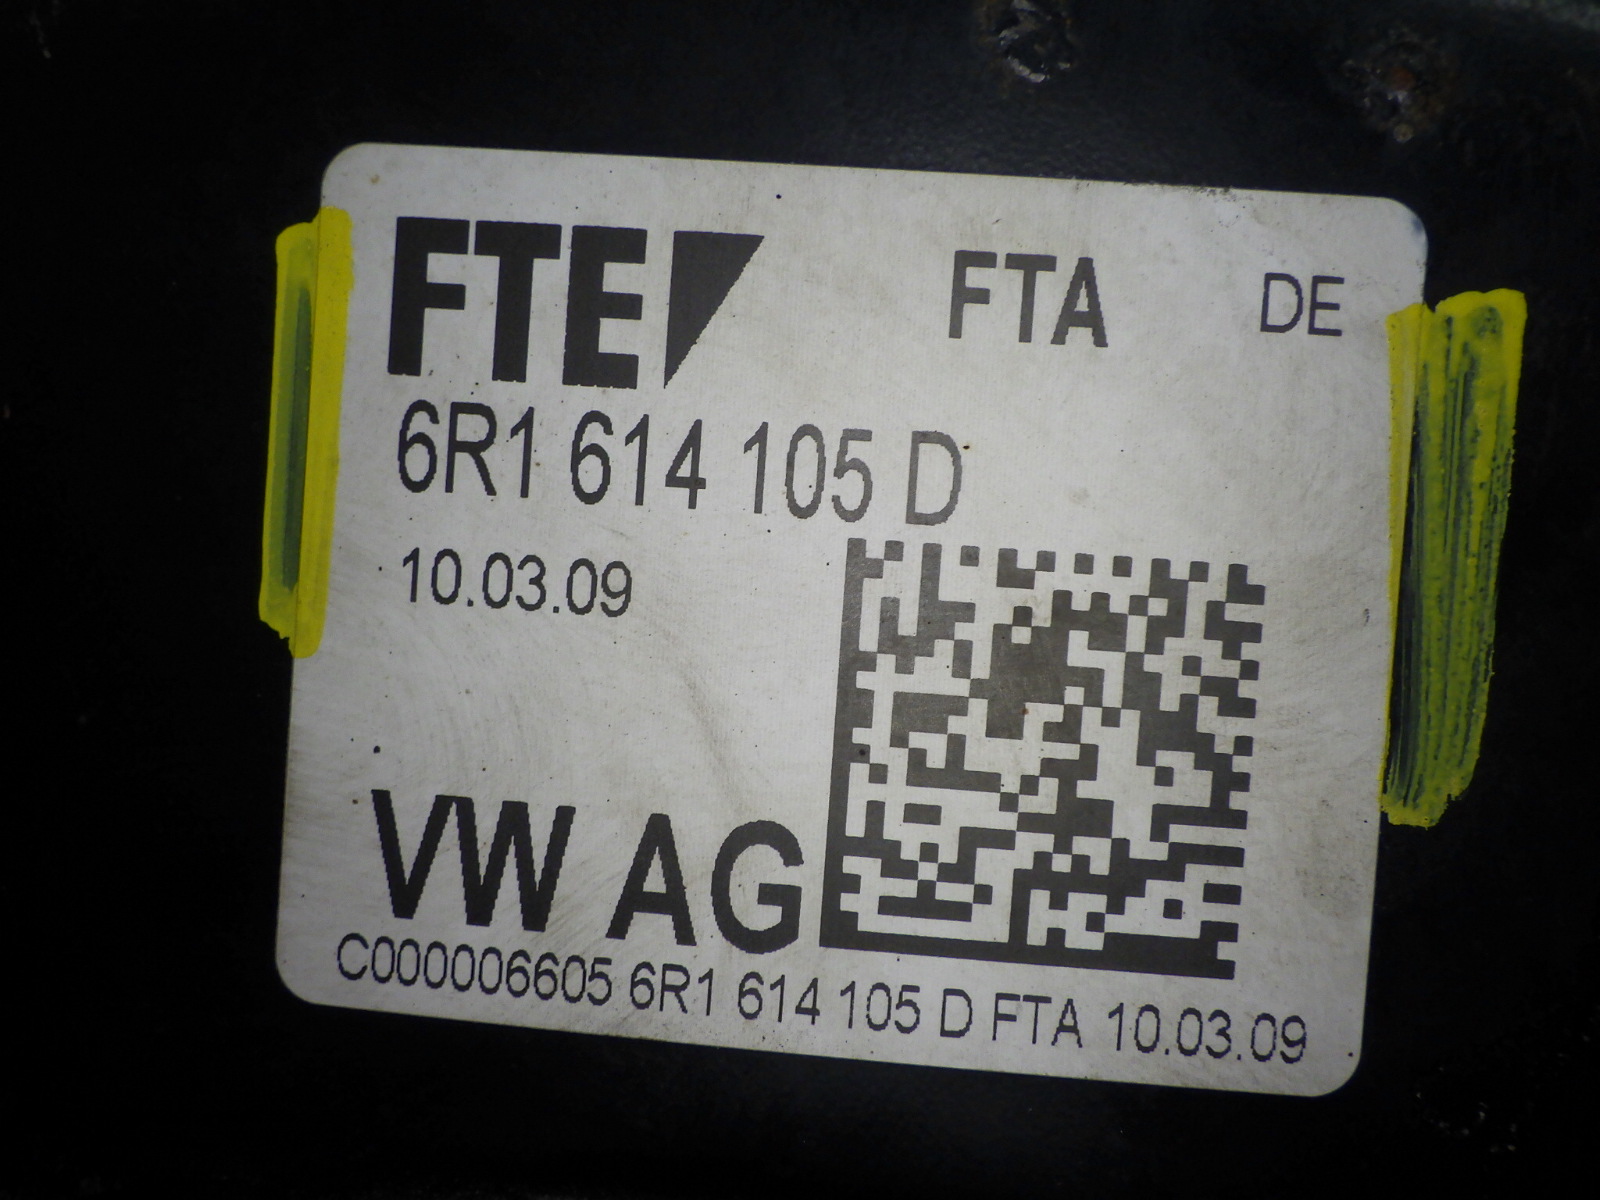 FTE FTA DE
6R1 614 105 D
10.03.09
VW AG
C000006605 6R1 614 105 D FTA 10.03.09